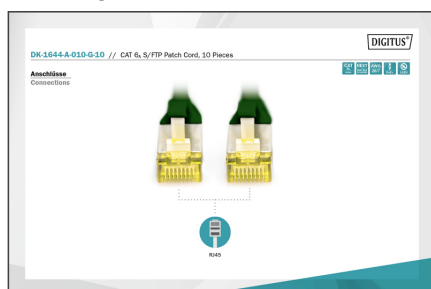 DIGITUS®
DK-1644-A-010-G-10 // CAT 6A S/FTP Patch Cord, 10 Pieces
Anschlüsse
Connections
RJ45